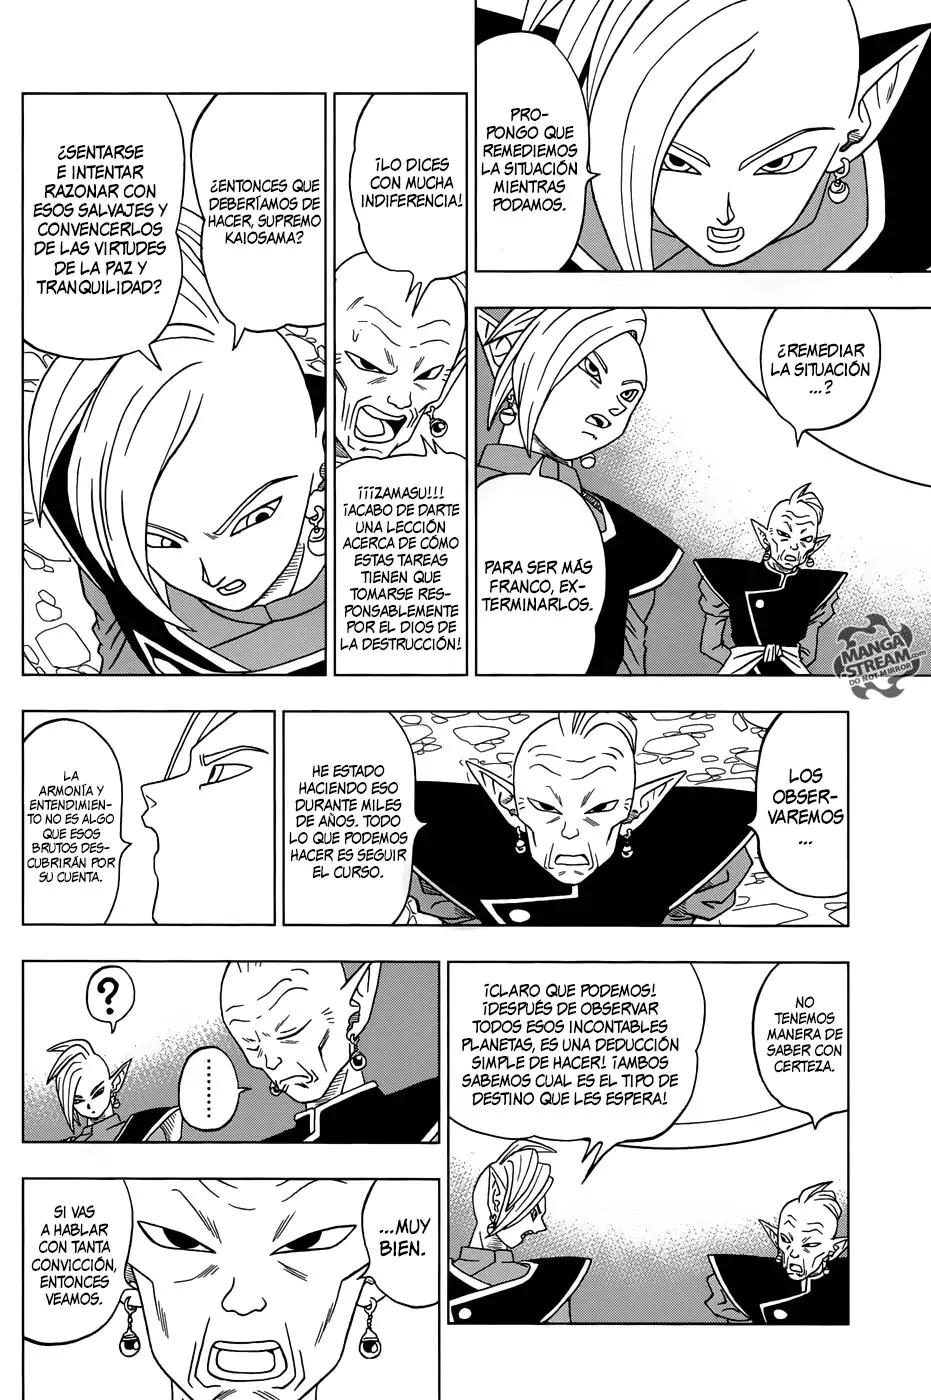 PRO-
PONGO QUE
REMEDIEMOS
LA SITUACIÓN
MIENTRAS
PODAMOS.
¿REMEDIAR
LA SITUACIÓN
...?
PARA SER MÁS
FRANCO, EX-
TERMINARLOS.
¡LO DICES
CON MUCHA
INDIFERENCIA!
¡¡¡ZAMASU!!!
¡ACABO DE DARTE
UNA LECCIÓN
ACERCA DE CÓMO
ESTAS TAREAS
TIENEN QUE
TOMARSE RES-
PONSABLEMENTE
POR EL DIOS DE
LA DESTRUCCIÓN!
¿ENTONCES QUE
DEBERÍAMOS DE
HACER, SUPREMO
KAIOSAMA?
¿SENTARSE
E INTENTAR
RAZONAR CON
ESOS SALVAJES Y
CONVENCERLOS
DE LAS VIRTUDES
DE LA PAZ Y
TRANQUILIDAD?
MANGA
-STREAM.com
DO NOT MIRROR
LOS
OBSER-
VAREMOS
...
HE ESTADO
HACIENDO ESO
DURANTE MILES
DE AÑOS. TODO
LO QUE PODEMOS
HACER ES SEGUIR
EL CURSO.
LA
ARMONÍA Y
ENTENDIMIEN-
TO NO ES ALGO
QUE ESOS
BRUTOS DES-
CUBRIRÁN POR
SU CUENTA.
NO
TENEMOS
MANERA DE
SABER CON
CERTEZA.
¡CLARO QUE PODEMOS!
¡DESPUÉS DE OBSERVAR
TODOS ESOS INCONTABLES
PLANETAS, ES UNA DEDUCCIÓN
SIMPLE DE HACER! ¡AMBOS
SABEMOS CUAL ES EL TIPO DE
DESTINO QUE LES ESPERA!
......
?
...MUY
BIEN.
SI VAS
A HABLAR
CON TANTA
CONVICCIÓN,
ENTONCES
VEAMOS.